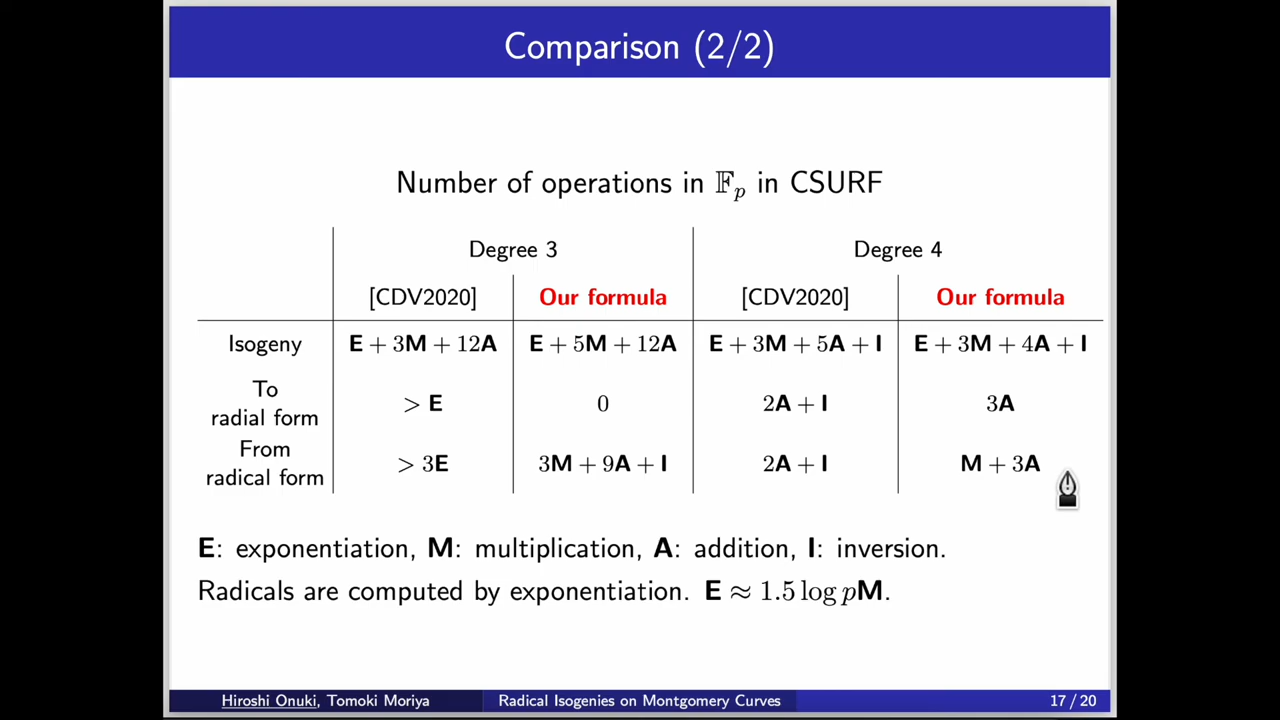 Comparison (2/2)
Number of operations in 𝔽p in CSURF
Degree 3 Degree 4
[CDV2020] Our formula [CDV2020] Our formula
Isogeny E + 3M + 12A E + 5M + 12A E + 3M + 5A + I E + 3M + 4A + I
To
radial form > E 0 2A + I 3A
From
radical form > 3E 3M + 9A + I 2A + I M + 3A
E: exponentiation, M: multiplication, A: addition, I: inversion.
Radicals are computed by exponentiation. E ≈ 1.5 log pM.
Hiroshi Onuki, Tomoki Moriya Radical Isogenies on Montgomery Curves 17 / 20